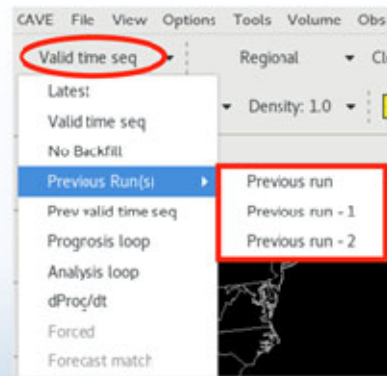 CAVE File View Options Tools Volume Obs
Valid time seq Regional
Density: 1.0
Latest
Valid time seq
No Backfill
Previous Run(s) Previous run
Prev valid time seq Previous run - 1
Prognosis loop Previous run - 2
Analysis loop
dProg/dt
Forced
Forecast match